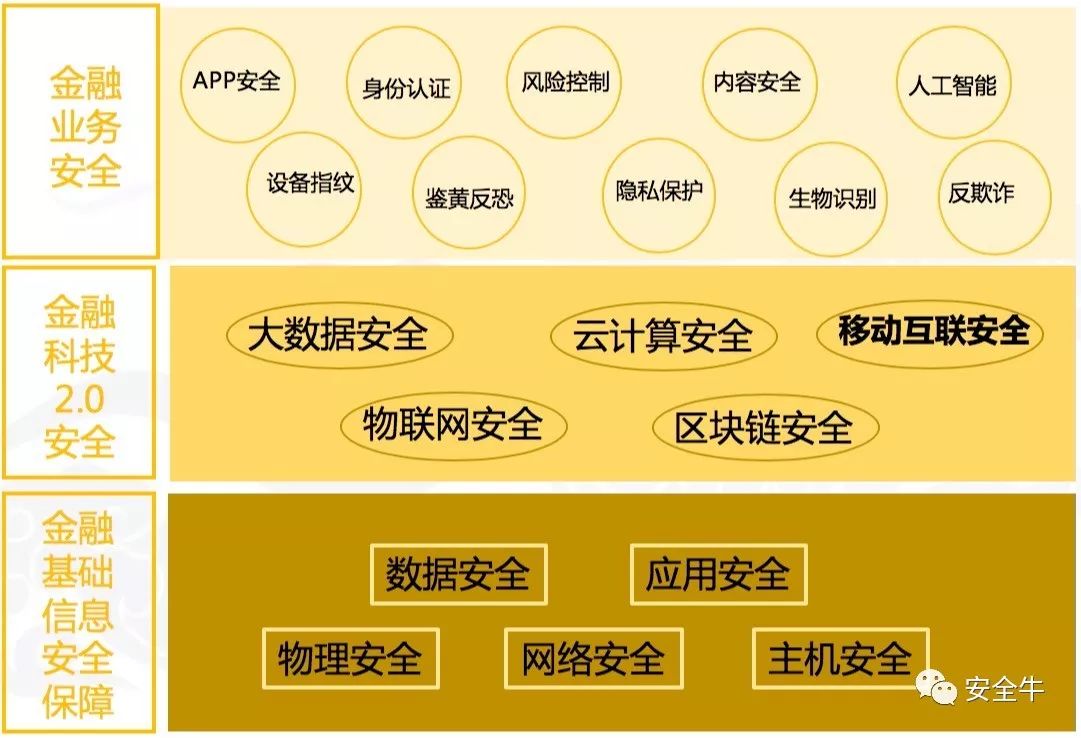 金融
业务
安全
APP安全
身份认证
风险控制
内容安全
人工智能
设备指纹
鉴黄反恐
隐私保护
生物识别
反欺诈
金融
科技
2.0
安全
大数据安全
云计算安全
移动互联安全
物联网安全
区块链安全
金融
基础
信息
安全
保障
数据安全
应用安全
物理安全
网络安全
主机安全
安全牛